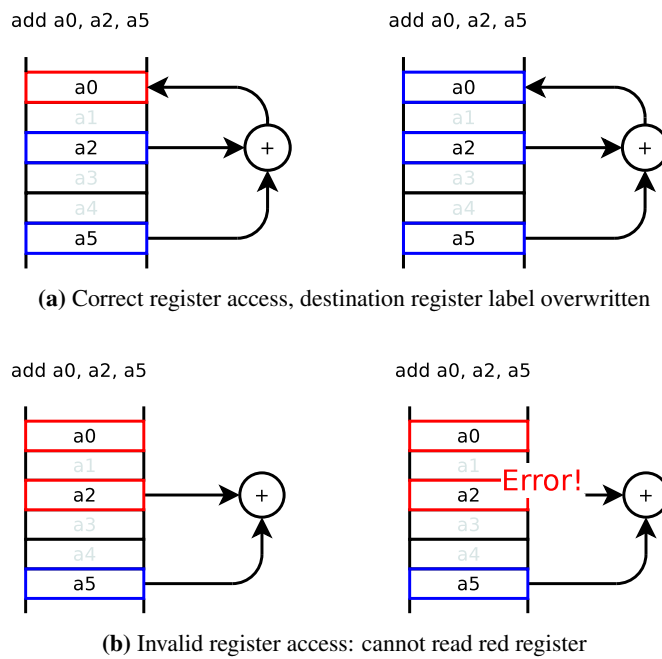 add a0, a2, a5
add a0, a2, a5
a0
a1
a2
a3
a4
a5
+
a0
a1
a2
a3
a4
a5
+
(a) Correct register access, destination register label overwritten
add a0, a2, a5
add a0, a2, a5
a0
a1
a2
a3
a4
a5
+
a0
a1
a2
Error!
a3
a4
a5
+
(b) Invalid register access: cannot read red register